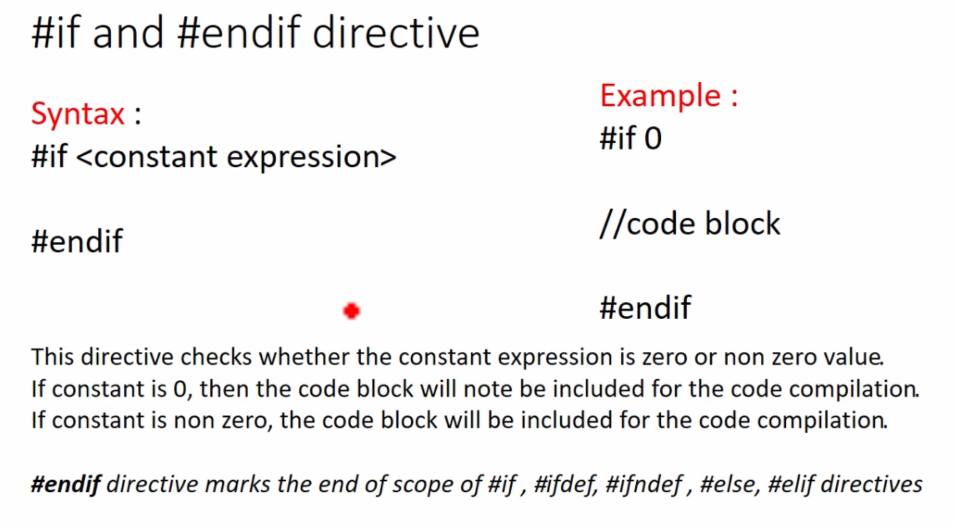 #if and #endif directive
Syntax :
#if <constant expression>
#endif
Example :
#if 0
//code block
#endif
This directive checks whether the constant expression is zero or non zero value.
If constant is 0, then the code block will note be included for the code compilation.
If constant is non zero, the code block will be included for the code compilation.
#endif directive marks the end of scope of #if , #ifdef, #ifndef , #else, #elif directives